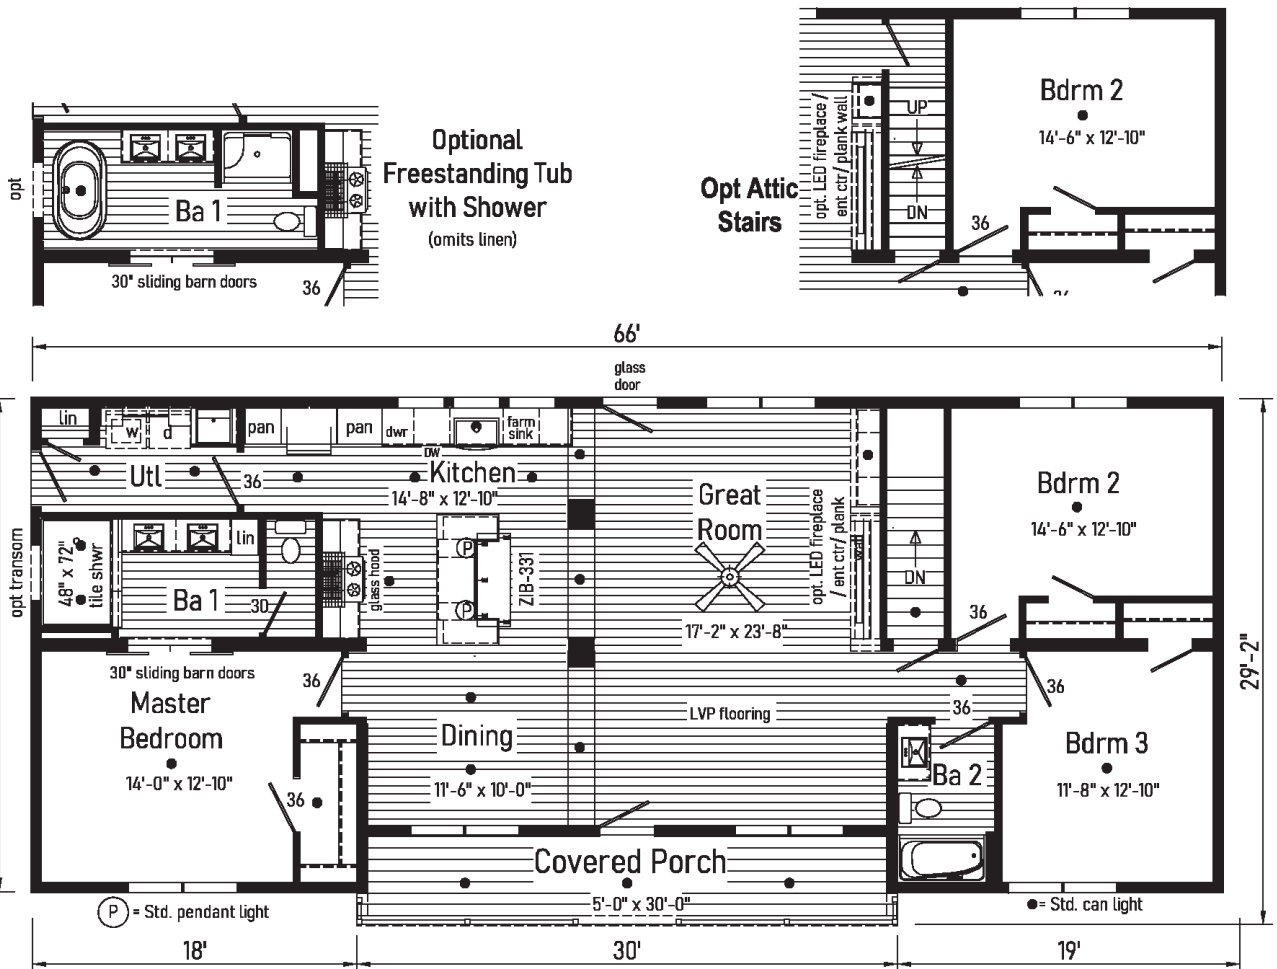 Optional
Freestanding Tub
with Shower
(omits linen)
opt
Ba 1
30" sliding barn doors
36
Opt Attic
Stairs
opt. LED fireplace /
ent ctr/ plank wall
UP
DN
Bdrm 2
14'-6" x 12'-10"
36
66'
glass
door
lin
w
d
Utl
36
pan
pan
dwr
DW
farm
sink
Kitchen
14'-8" x 12'-10"
Great
Room
17'-2" x 23'-8"
opt. LED fireplace
/ ent ctr/ plank
wall
DN
Bdrm 2
14'-6" x 12'-10"
36
opt transom
48" x 72"
tile shwr
lin
Ba 1
30
glass hood
P
P
ZIB-331
30" sliding barn doors
36
Master
Bedroom
14'-0" x 12'-10"
36
Dining
11'-6" x 10'-0"
LVP flooring
36
36
Ba 2
Bdrm 3
11'-8" x 12'-10"
29'-2"
Covered Porch
5'-0" x 30'-0"
P = Std. pendant light
= Std. can light
18'
30'
19'